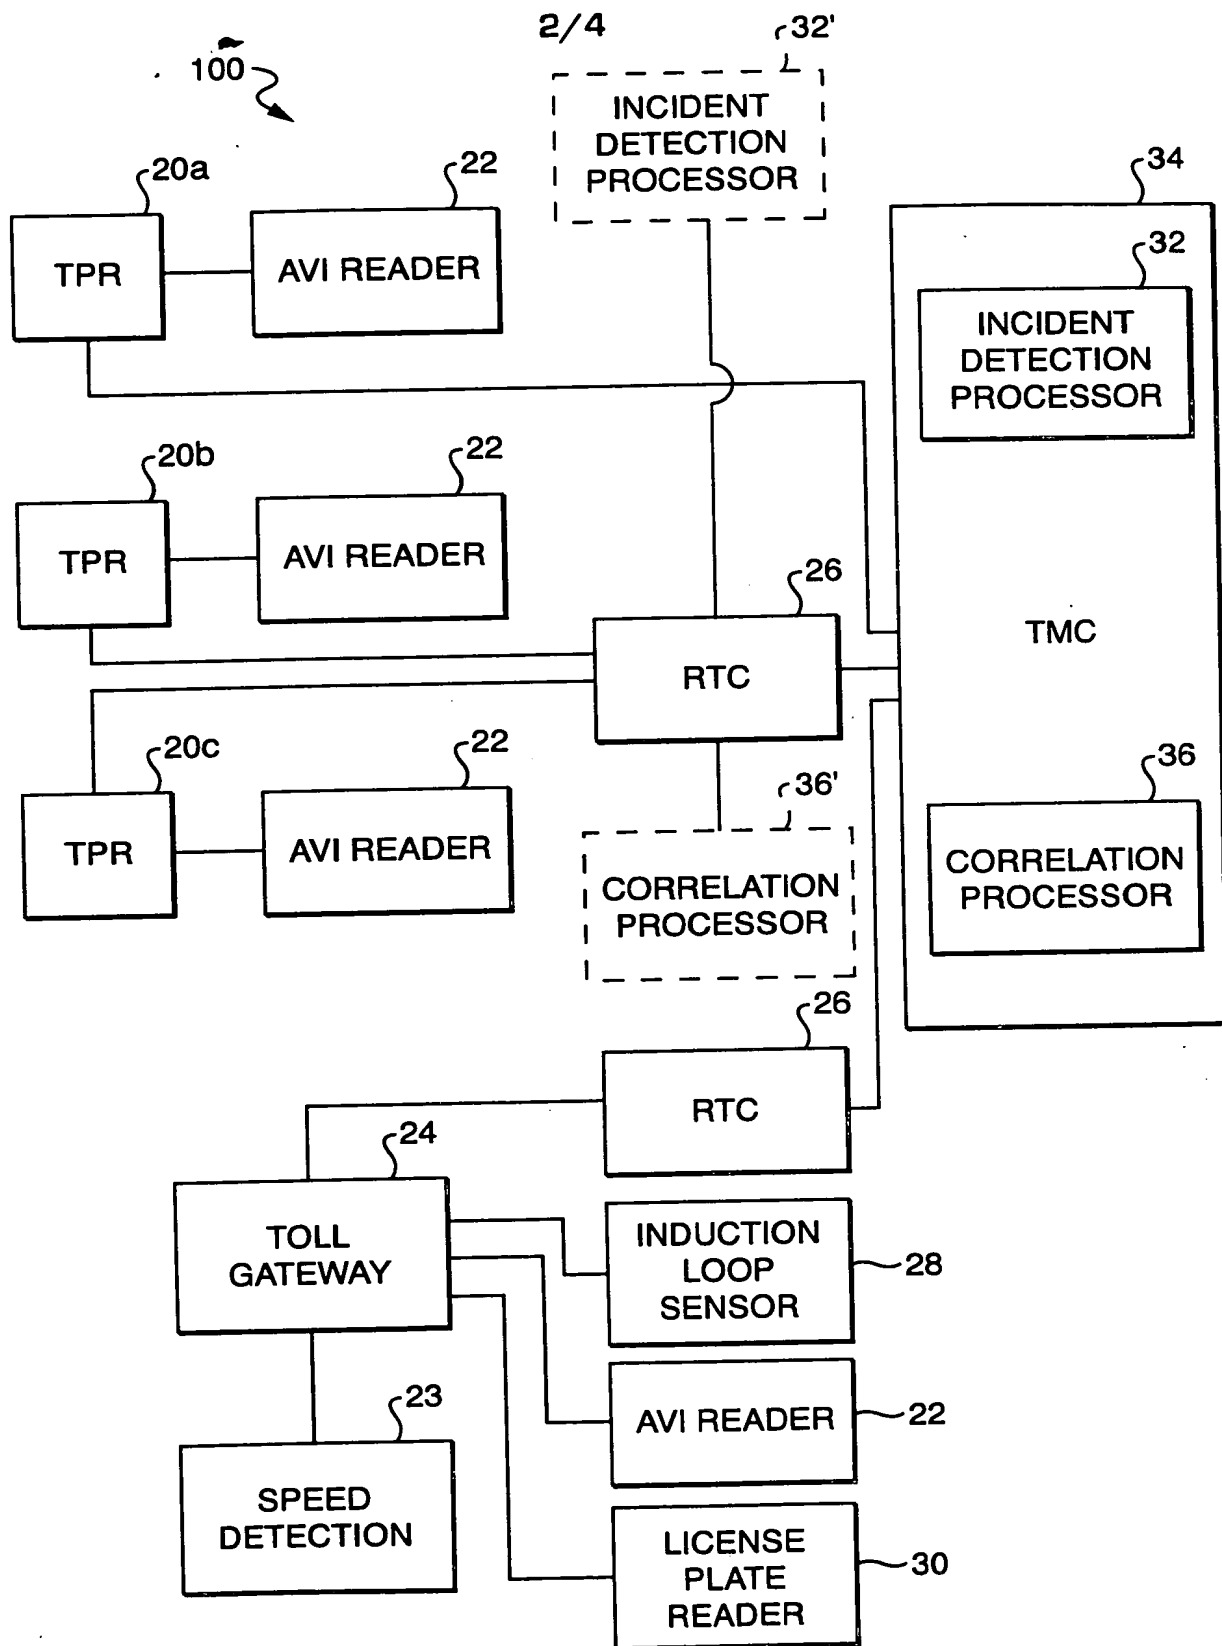 2/4
100
32'
INCIDENT
DETECTION
PROCESSOR
20a
22
34
TPR
AVI READER
32
INCIDENT
DETECTION
PROCESSOR
20b
22
TPR
AVI READER
26
RTC
TMC
20c
22
36'
36
TPR
AVI READER
CORRELATION
PROCESSOR
CORRELATION
PROCESSOR
26
RTC
24
TOLL
GATEWAY
INDUCTION
LOOP
SENSOR
28
23
AVI READER
22
SPEED
DETECTION
LICENSE
PLATE
READER
30